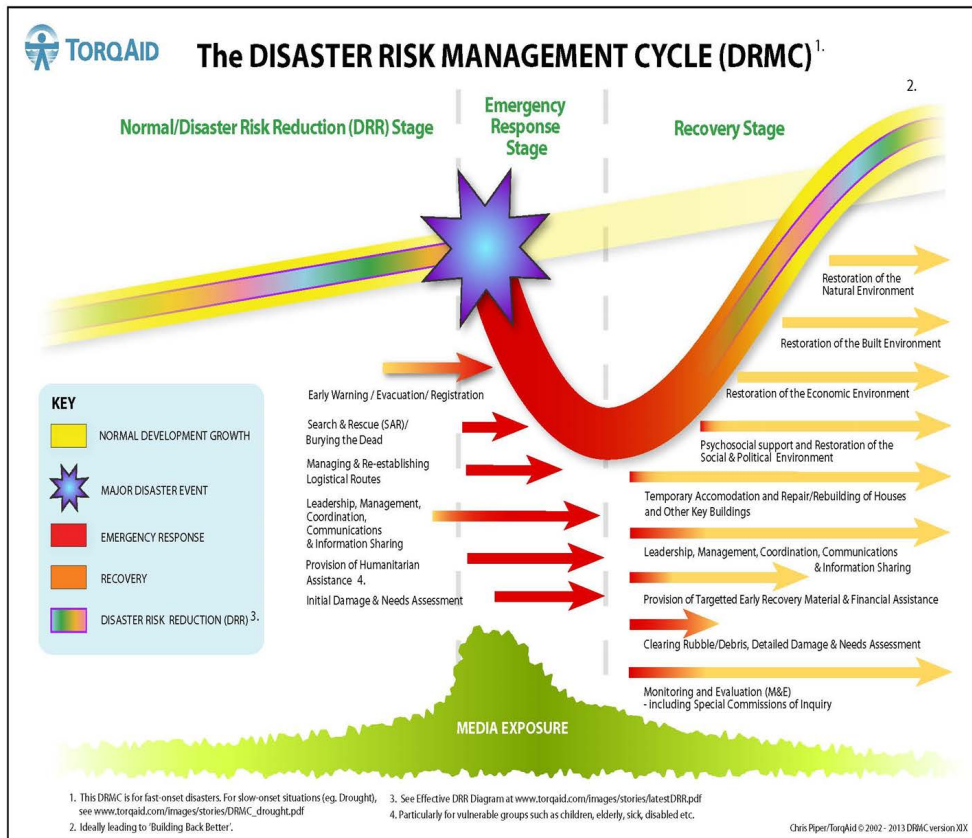 TORQAID
The DISASTER RISK MANAGEMENT CYCLE (DRMC) 1.
2.
Normal/Disaster Risk Reduction (DRR) Stage
Emergency
Response
Stage
Recovery Stage
Restoration of the
Natural Environment
Restoration of the Built Environment
Restoration of the Economic Environment
Psychosocial support and Restoration of the
Social & Political Environment
Temporary Accomodation and Repair/Rebuilding of Houses
and Other Key Buildings
Leadership, Management, Coordination, Communications
& Information Sharing
Provision of Targetted Early Recovery Material & Financial Assistance
Clearing Rubble/Debris, Detailed Damage & Needs Assessment
Monitoring and Evaluation (M&E)
- including Special Commissions of Inquiry
Early Warning / Evacuation/ Registration
Search & Rescue (SAR)/
Burying the Dead
Managing & Re-establishing
Logistical Routes
Leadership, Management,
Coordination,
Communications
& Information Sharing
Provision of Humanitarian
Assistance 4.
Initial Damage & Needs Assessment
KEY
NORMAL DEVELOPMENT GROWTH
MAJOR DISASTER EVENT
EMERGENCY RESPONSE
RECOVERY
DISASTER RISK REDUCTION (DRR) 3.
MEDIA EXPOSURE
1. This DRMC is for fast-onset disasters. For slow-onset situations (eg. Drought),
see www.torqaid.com/images/stories/DRMC_drought.pdf
2. Ideally leading to 'Building Back Better'.
3. See Effective DRR Diagram at www.torqaid.com/images/stories/latestDRR.pdf
4. Particularly for vulnerable groups such as children, elderly, sick, disabled etc.
Chris Piper/TorqAid © 2002 - 2013 DRMC version XIX